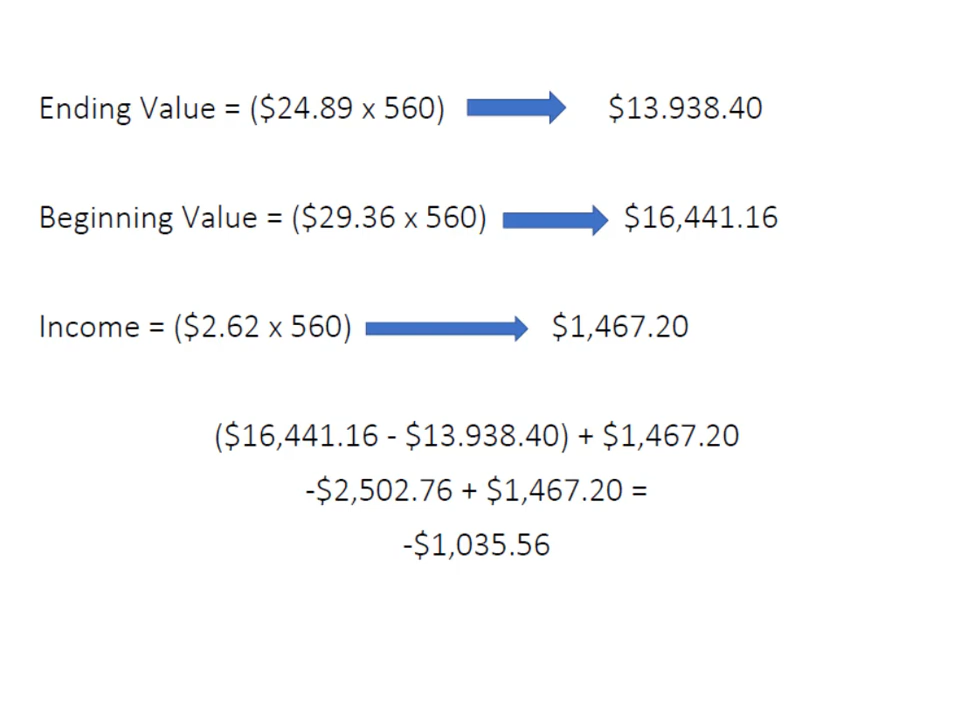 Ending Value = ($24.89 x 560) $13.938.40
Beginning Value = ($29.36 x 560) $16,441.16
Income = ($2.62 x 560) $1,467.20
($16,441.16 - $13.938.40) + $1,467.20
-$2,502.76 + $1,467.20 =
-$1,035.56